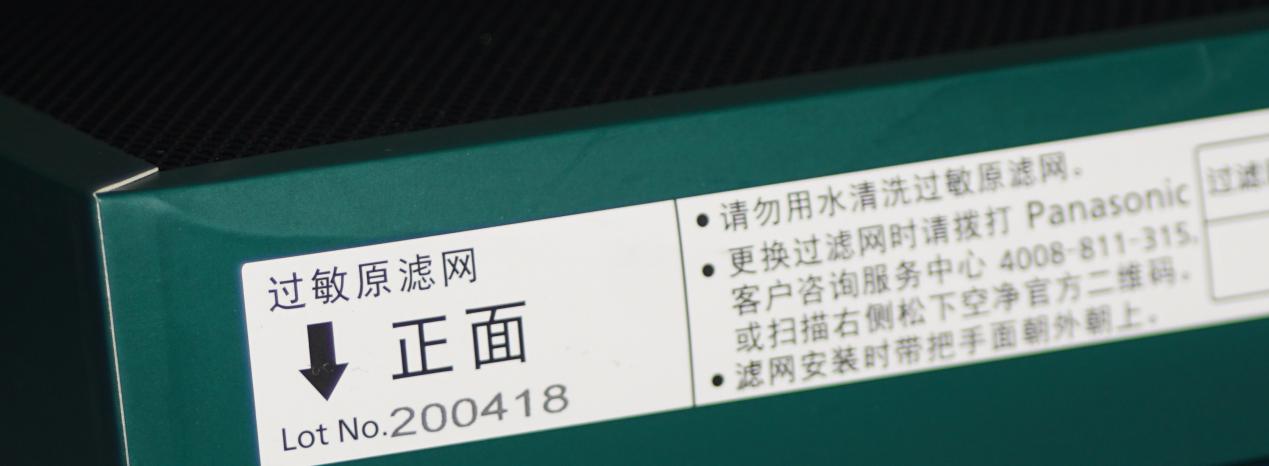 过敏原滤网
正面
Lot No.200418
● 请勿用水清洗过敏原滤网.
● 更换过滤网时请拨打 Panasonic
客户咨询服务中心 4008-811-315,
或扫描右侧松下空净官方二维码.
● 滤网安装时带把手面朝外朝上.
过滤